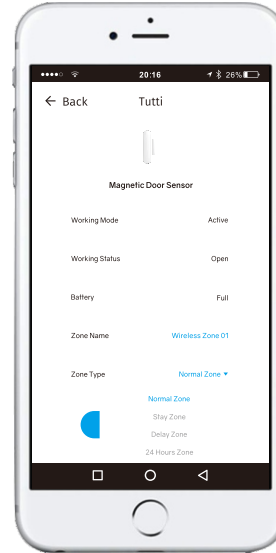 20:16 26%
Back Tutti
Magnetic Door Sensor
Working Mode Active
Working Status Open
Battery Full
Zone Name Wireless Zone 01
Zone Type Normal Zone
Normal Zone
Stay Zone
Delay Zone
24 Hours Zone